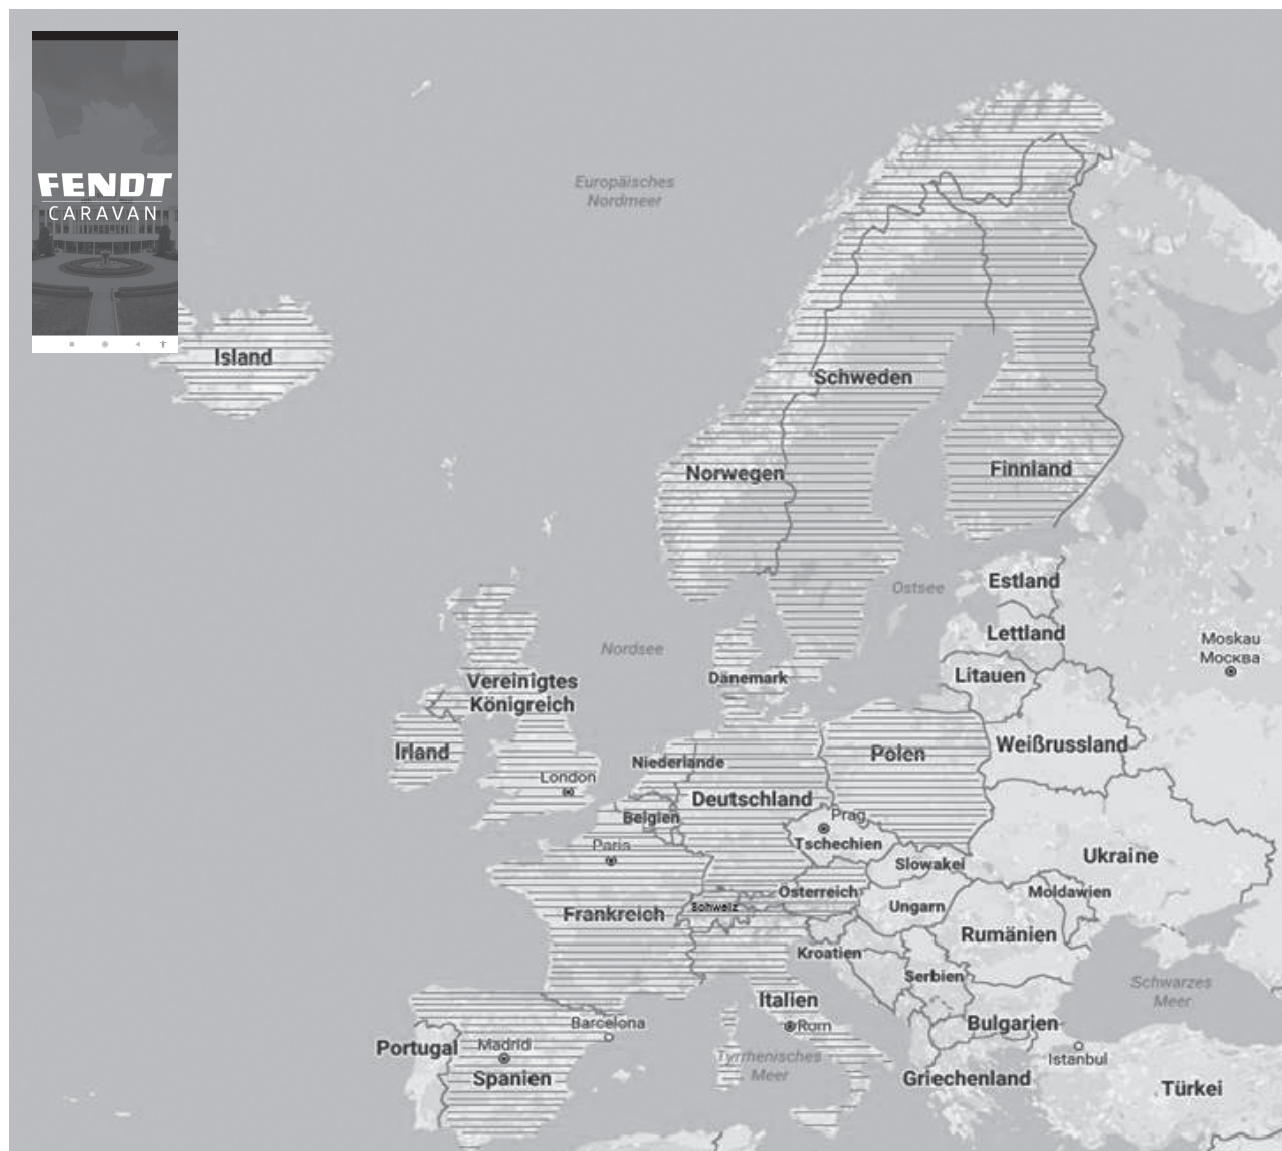 FENDT
CARAVAN
Europäisches
Nordmeer
Island
Schweden
Norwegen
Finnland
Estland
Ostsee
Lettland
Moskau
Москва
Nordsee
Litauen
Dänemark
Vereinigtes
Königreich
Irland
Weißrussland
Polen
Niederlande
London
Deutschland
Belgien
Prag
Tschechien
Paris
Ukraine
Slowakei
Österreich
Moldawien
Schweiz
Ungarn
Frankreich
Rumänien
Kroatien
Serbien
Schwarzes
Meer
Italien
Barcelona
Rom
Bulgarien
Portugal
Madrid
Istanbul
Tyrrhenisches
Meer
Spanien
Griechenland
Türkei